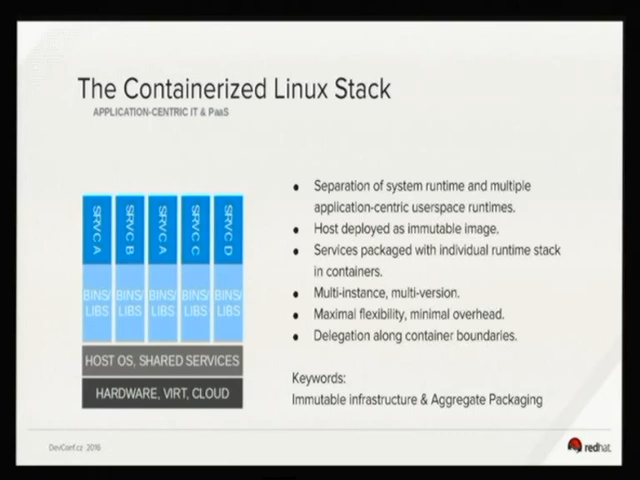 The Containerized Linux Stack
APPLICATION-CENTRIC IT & PaaS
SRVC A
SRVC B
SRVC A
SRVC C
SRVC D
BINS/
LIBS
BINS/
LIBS
BINS/
LIBS
BINS/
LIBS
BINS/
LIBS
HOST OS, SHARED SERVICES
HARDWARE, VIRT, CLOUD
● Separation of system runtime and multiple
application-centric userspace runtimes.
● Host deployed as immutable image.
● Services packaged with individual runtime stack
in containers.
● Multi-instance, multi-version.
● Maximal flexibility, minimal overhead.
● Delegation along container boundaries.
Keywords:
Immutable infrastructure & Aggregate Packaging
DevConf.cz 2016
redhat.